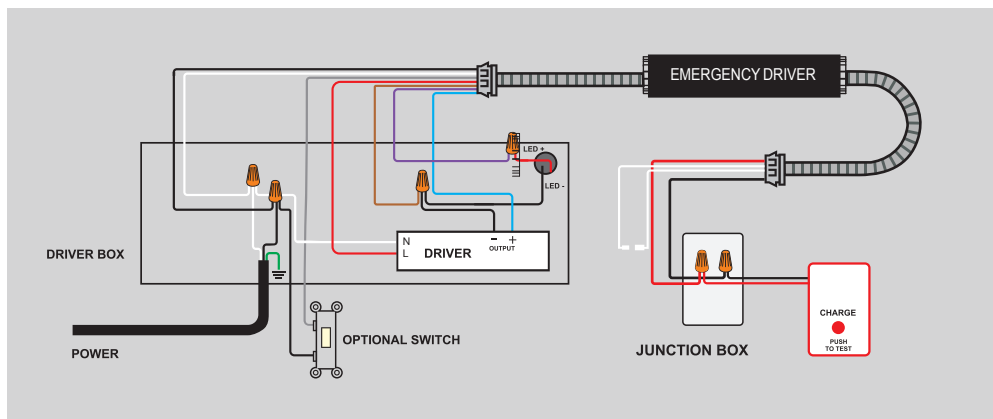 EMERGENCY DRIVER
LED +
LED -
N
L
DRIVER
- +
OUTPUT
DRIVER BOX
POWER
OPTIONAL SWITCH
JUNCTION BOX
CHARGE
PUSH
TO TEST